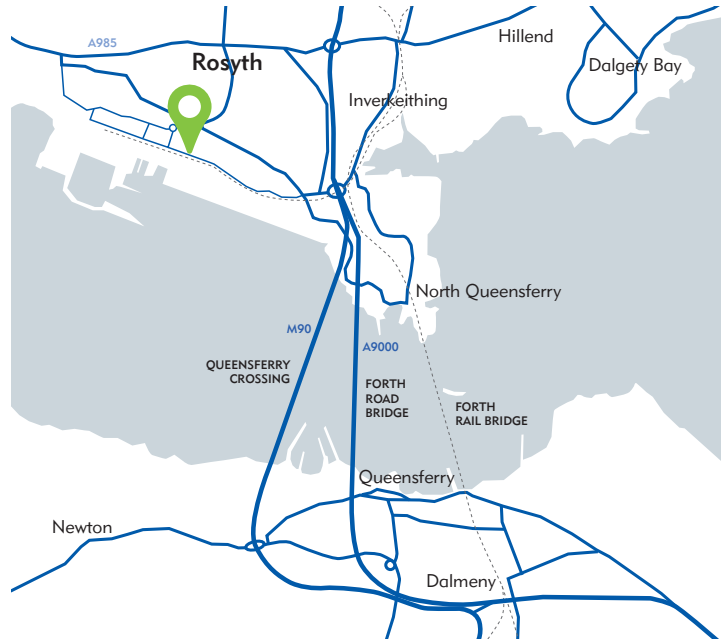 Hillend
A985
Rosyth
Dalgety Bay
Inverkeithing
North Queensferry
M90
A9000
QUEENSFERRY
CROSSING
FORTH
ROAD
BRIDGE
FORTH
RAIL BRIDGE
Queensferry
Newton
Dalmeny